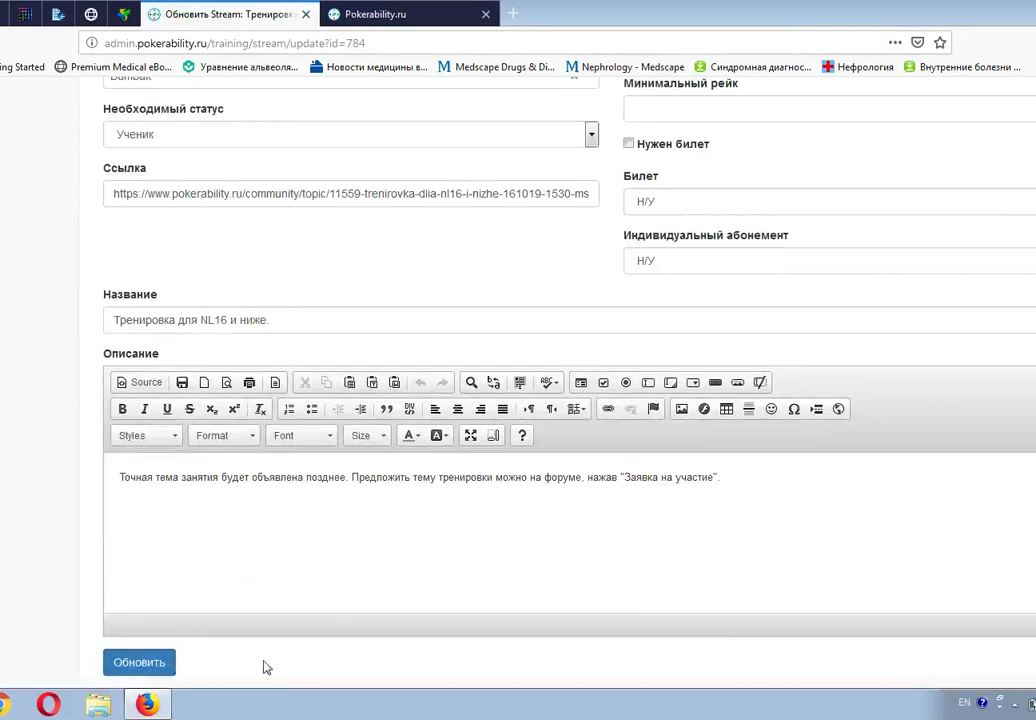 Обновить Stream: Тренировка
Pokerability.ru
admin.pokerability.ru/training/stream/update?id=784
ing Started
Premium Medical eBo...
Уравнение альвеоля...
Новости медицины в...
Medscape Drugs & Di...
Nephrology - Medscape
Синдромная диагнос...
Нефрология
Внутренние болезни ...
Минимальный рейк
Необходимый статус
Ученик
Нужен билет
Ссылка
Билет
https://www.pokerability.ru/community/topic/11559-trenirovka-dlia-nl16-i-nizhe-161019-1530-ms
Н/У
Индивидуальный абонемент
Н/У
Название
Тренировка для NL16 и ниже.
Описание
Source
Styles Format Font Size
Точная тема занятия будет объявлена позднее. Предложить тему тренировки можно на форуме, нажав "Заявка на участие".
Обновить
EN